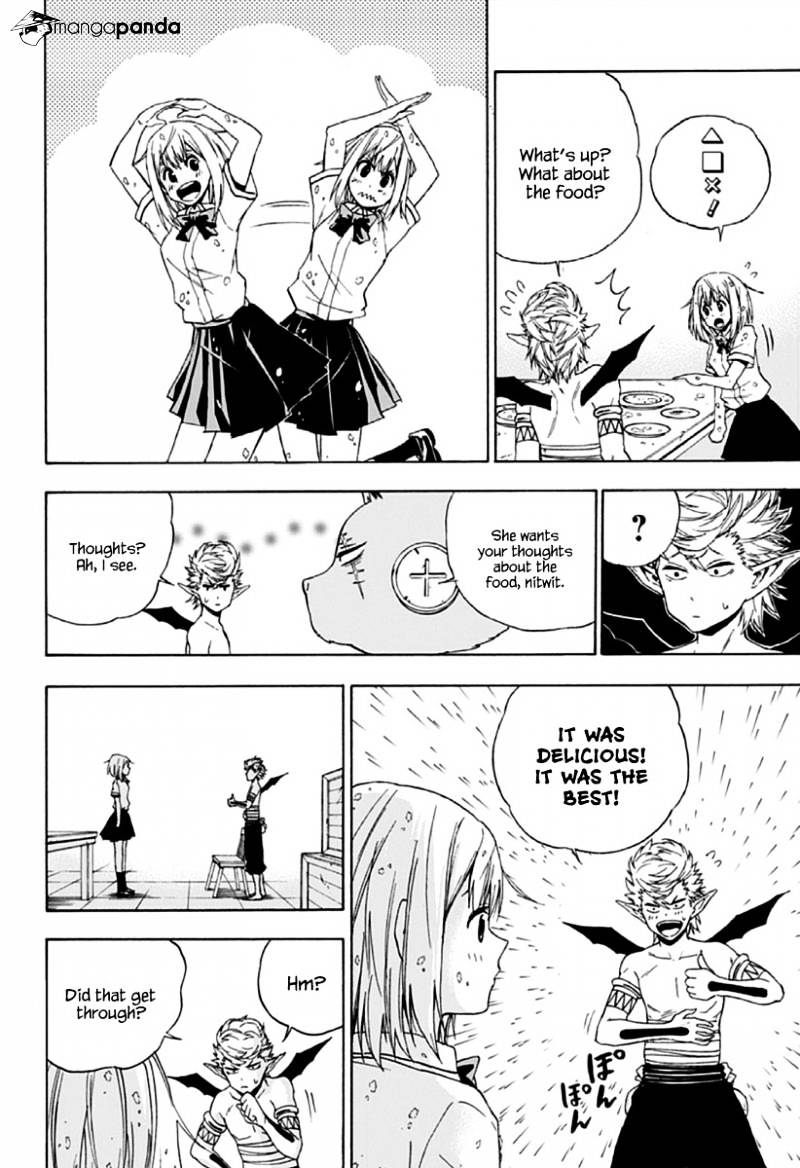 mangapanda
△
□
×
!
What's up?
What about
the food?
?
She wants
your thoughts
about the
food, nitwit.
Thoughts?
Ah, I see.
IT WAS
DELICIOUS!
IT WAS THE
BEST!
ぽん
ぽん
Hm?
Did that get
through?